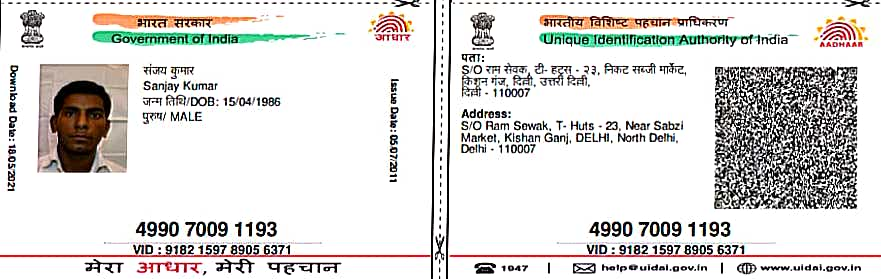 भारत सरकार
Government of India
आधार
Download Date: 18.05.2021
संजय कुमार
Sanjay Kumar
जन्म तिथि/DOB: 15/04/1986
पुरुष/ MALE
Issue Date: 05/07/2011
4990 7009 1193
VID : 9182 1597 8905 6371
मेरा आधार, मेरी पहचान
भारतीय विशिष्ट पहचान प्राधिकरण
Unique Identification Authority of India
AADHAAR
पता:
S/O राम सेवक, टी- हट्स - २३, निकट सब्जी मार्केट,
किशन गंज, दिल्ली, उत्तरी दिल्ली,
दिल्ली - 110007
Address:
S/O Ram Sewak, T- Huts - 23, Near Sabzi
Market, Kishan Ganj, DELHI, North Delhi,
Delhi - 110007
4990 7009 1193
VID : 9182 1597 8905 6371
1947 | help@uidai.gov.in | www.uidai.gov.in